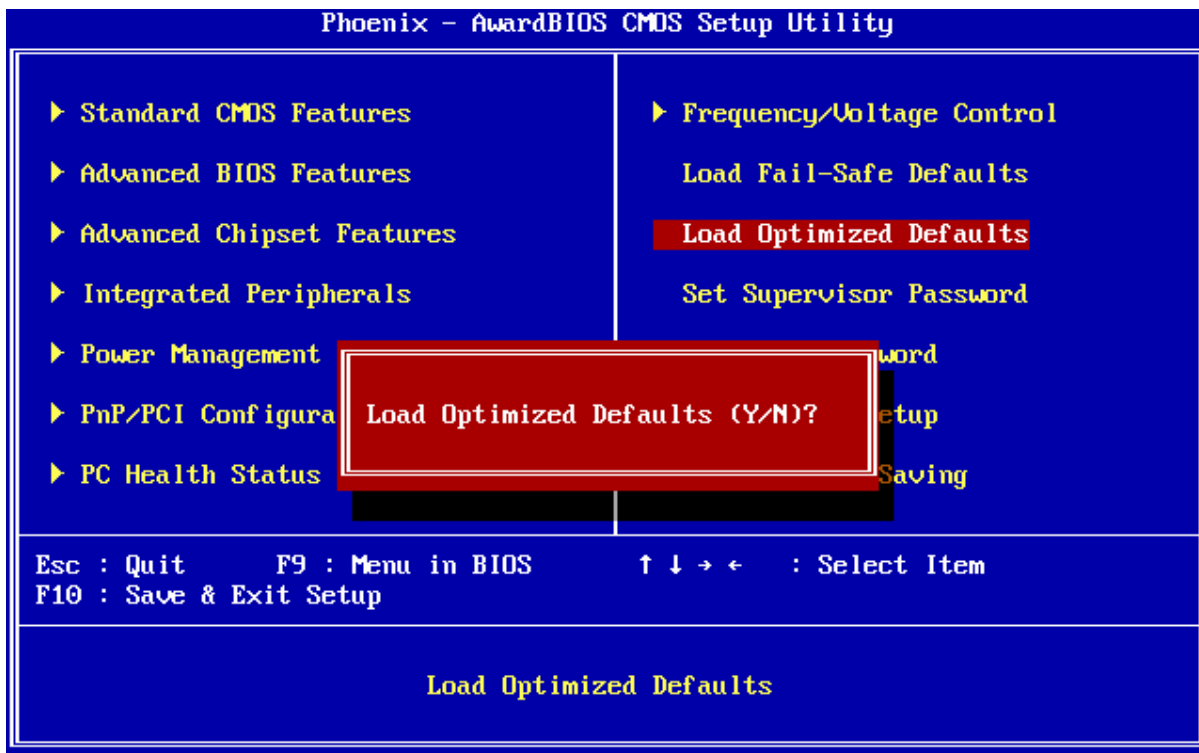 Phoenix - AwardBIOS CMOS Setup Utility
Standard CMOS Features
Advanced BIOS Features
Advanced Chipset Features
Integrated Peripherals
Power Management
PnP/PCI Configura
PC Health Status
Frequency/Voltage Control
Load Fail-Safe Defaults
Load Optimized Defaults
Set Supervisor Password
word
etup
Saving
Load Optimized Defaults (Y/N)?
Esc : Quit F9 : Menu in BIOS ↑ ↓ → ← : Select Item
F10 : Save & Exit Setup
Load Optimized Defaults